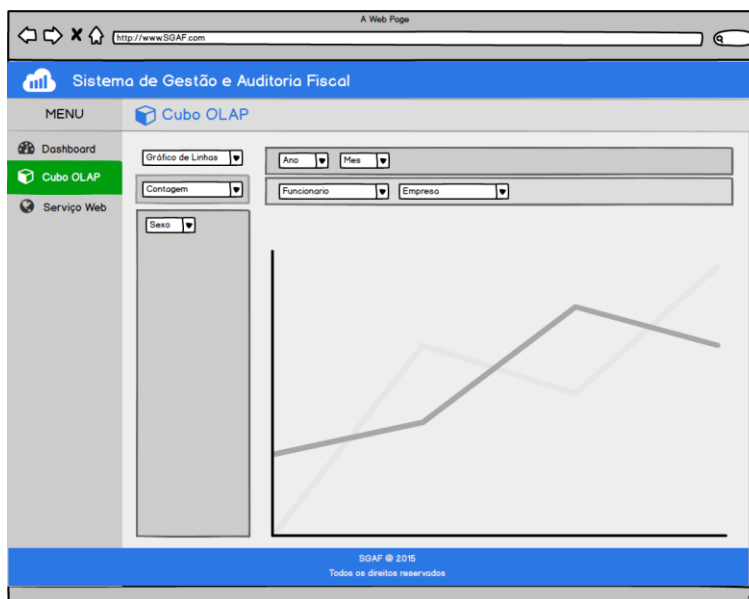 A Web Page
http://www.SGAF.com
Sistema de Gestão e Auditoria Fiscal
MENU
Cubo OLAP
Dashboard
Cubo OLAP
Serviço Web
Gráfico de Linhas
Ano
Mes
Contagem
Funcionario
Empresa
Sexo
SGAF @ 2015
Todos os direitos reservados